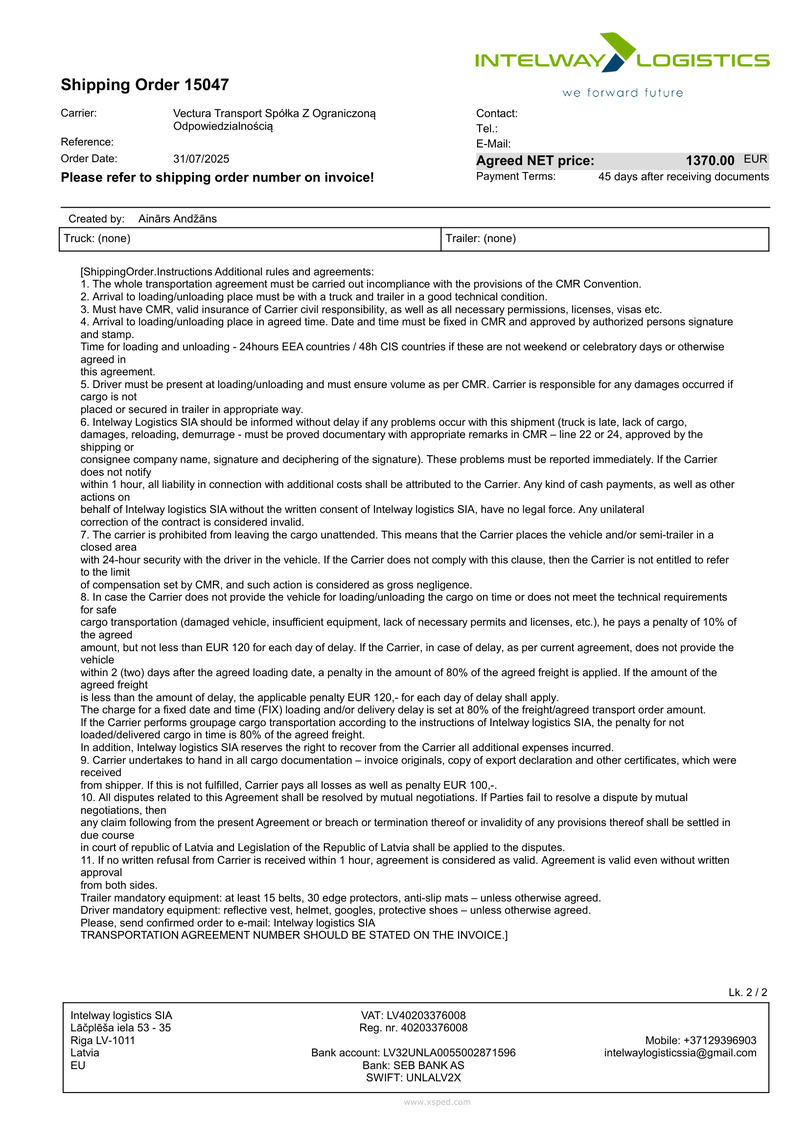 INTELWAY LOGISTICS
we forward future
Shipping Order 15047
Carrier: Vectura Transport Spółka Z Ograniczoną
Odpowiedzialnością
Reference:
Order Date: 31/07/2025
Please refer to shipping order number on invoice!
Contact:
Tel.:
E-Mail:
Agreed NET price: 1370.00 EUR
Payment Terms: 45 days after receiving documents
Created by: Ainārs Andžāns
Truck: (none)
Trailer: (none)
[ShippingOrder.Instructions Additional rules and agreements:
1. The whole transportation agreement must be carried out incompliance with the provisions of the CMR Convention.
2. Arrival to loading/unloading place must be with a truck and trailer in a good technical condition.
3. Must have CMR, valid insurance of Carrier civil responsibility, as well as all necessary permissions, licenses, visas etc.
4. Arrival to loading/unloading place in agreed time. Date and time must be fixed in CMR and approved by authorized persons signature
and stamp.
Time for loading and unloading - 24hours EEA countries / 48h CIS countries if these are not weekend or celebratory days or otherwise
agreed in
this agreement.
5. Driver must be present at loading/unloading and must ensure volume as per CMR. Carrier is responsible for any damages occurred if
cargo is not
placed or secured in trailer in appropriate way.
6. Intelway Logistics SIA should be informed without delay if any problems occur with this shipment (truck is late, lack of cargo,
damages, reloading, demurrage - must be proved documentary with appropriate remarks in CMR – line 22 or 24, approved by the
shipping or
consignee company name, signature and deciphering of the signature). These problems must be reported immediately. If the Carrier
does not notify
within 1 hour, all liability in connection with additional costs shall be attributed to the Carrier. Any kind of cash payments, as well as other
actions on
behalf of Intelway logistics SIA without the written consent of Intelway logistics SIA, have no legal force. Any unilateral
correction of the contract is considered invalid.
7. The carrier is prohibited from leaving the cargo unattended. This means that the Carrier places the vehicle and/or semi-trailer in a
closed area
with 24-hour security with the driver in the vehicle. If the Carrier does not comply with this clause, then the Carrier is not entitled to refer
to the limit
of compensation set by CMR, and such action is considered as gross negligence.
8. In case the Carrier does not provide the vehicle for loading/unloading the cargo on time or does not meet the technical requirements
for safe
cargo transportation (damaged vehicle, insufficient equipment, lack of necessary permits and licenses, etc.), he pays a penalty of 10% of
the agreed
amount, but not less than EUR 120 for each day of delay. If the Carrier, in case of delay, as per current agreement, does not provide the
vehicle
within 2 (two) days after the agreed loading date, a penalty in the amount of 80% of the agreed freight is applied. If the amount of the
agreed freight
is less than the amount of delay, the applicable penalty EUR 120,- for each day of delay shall apply.
The charge for a fixed date and time (FIX) loading and/or delivery delay is set at 80% of the freight/agreed transport order amount.
If the Carrier performs groupage cargo transportation according to the instructions of Intelway logistics SIA, the penalty for not
loaded/delivered cargo in time is 80% of the agreed freight.
In addition, Intelway logistics SIA reserves the right to recover from the Carrier all additional expenses incurred.
9. Carrier undertakes to hand in all cargo documentation – invoice originals, copy of export declaration and other certificates, which were
received
from shipper. If this is not fulfilled, Carrier pays all losses as well as penalty EUR 100,-.
10. All disputes related to this Agreement shall be resolved by mutual negotiations. If Parties fail to resolve a dispute by mutual
negotiations, then
any claim following from the present Agreement or breach or termination thereof or invalidity of any provisions thereof shall be settled in
due course
in court of republic of Latvia and Legislation of the Republic of Latvia shall be applied to the disputes.
11. If no written refusal from Carrier is received within 1 hour, agreement is considered as valid. Agreement is valid even without written
approval
from both sides.
Trailer mandatory equipment: at least 15 belts, 30 edge protectors, anti-slip mats – unless otherwise agreed.
Driver mandatory equipment: reflective vest, helmet, googles, protective shoes – unless otherwise agreed.
Please, send confirmed order to e-mail: Intelway logistics SIA
TRANSPORTATION AGREEMENT NUMBER SHOULD BE STATED ON THE INVOICE.]
Lk. 2 / 2
Intelway logistics SIA
Lāčplēša iela 53 - 35
Riga LV-1011
Latvia
EU
VAT: LV40203376008
Reg. nr. 40203376008
Bank account: LV32UNLA0055002871596
Bank: SEB BANK AS
SWIFT: UNLALV2X
Mobile: +37129396903
intelwaylogisticssia@gmail.com
www.xsped.com